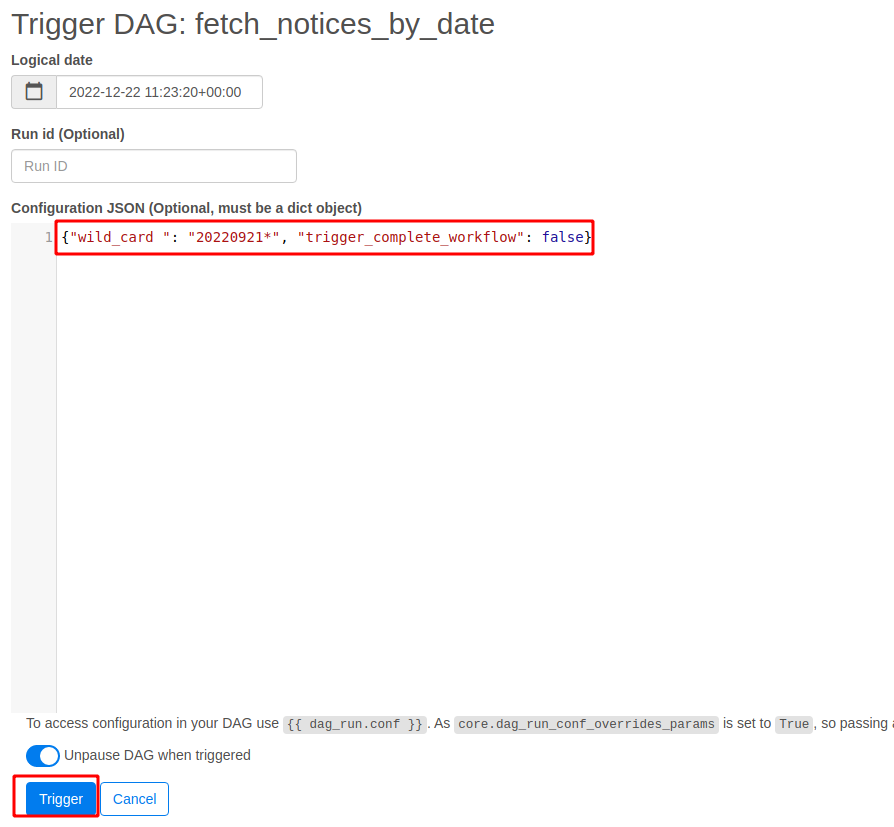 Trigger DAG: fetch_notices_by_date
Logical date
2022-12-22 11:23:20+00:00
Run id (Optional)
Run ID
Configuration JSON (Optional, must be a dict object)
1 {"wild_card ": "20220921*", "trigger_complete_workflow": false}
To access configuration in your DAG use {{ dag_run.conf }}. As core.dag_run_conf_overrides_params is set to True, so passing
Unpause DAG when triggered
Trigger Cancel